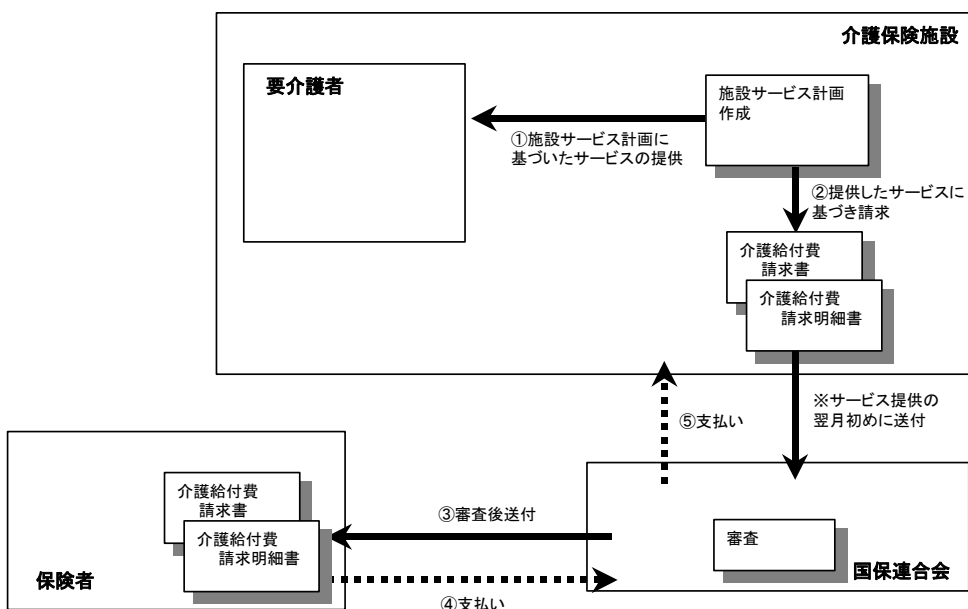 介護保険施設
要介護者
施設サービス計画
作成
①施設サービス計画に
基づいたサービスの提供
②提供したサービスに
基づき請求
介護給付費
請求書
介護給付費
請求明細書
※サービス提供の
翌月初めに送付
⑤支払い
介護給付費
請求書
介護給付費
請求明細書
③審査後送付
審査
保険者
国保連合会
④支払い